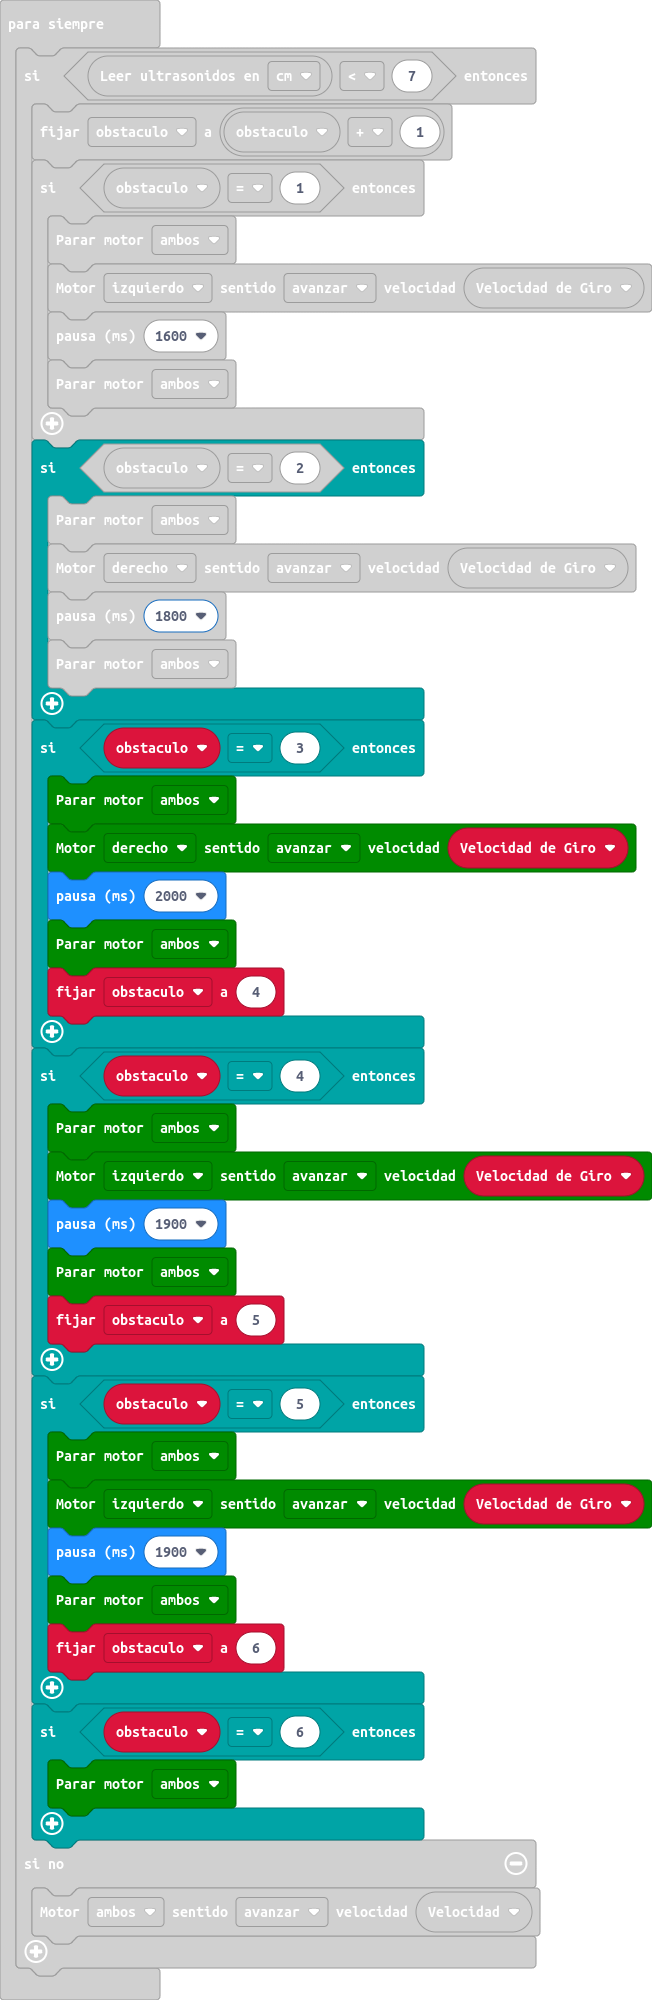 para siempre
si Leer ultrasonidos en cm < 7 entonces
fijar obstaculo a obstaculo + 1
si obstaculo = 1 entonces
Parar motor ambos
Motor izquierdo sentido avanzar velocidad Velocidad de Giro
pausa (ms) 1600
Parar motor ambos
si obstaculo = 2 entonces
Parar motor ambos
Motor derecho sentido avanzar velocidad Velocidad de Giro
pausa (ms) 1800
Parar motor ambos
si obstaculo = 3 entonces
Parar motor ambos
Motor derecho sentido avanzar velocidad Velocidad de Giro
pausa (ms) 2000
Parar motor ambos
fijar obstaculo a 4
si obstaculo = 4 entonces
Parar motor ambos
Motor izquierdo sentido avanzar velocidad Velocidad de Giro
pausa (ms) 1900
Parar motor ambos
fijar obstaculo a 5
si obstaculo = 5 entonces
Parar motor ambos
Motor izquierdo sentido avanzar velocidad Velocidad de Giro
pausa (ms) 1900
Parar motor ambos
fijar obstaculo a 6
si obstaculo = 6 entonces
Parar motor ambos
si no
Motor ambos sentido avanzar velocidad Velocidad